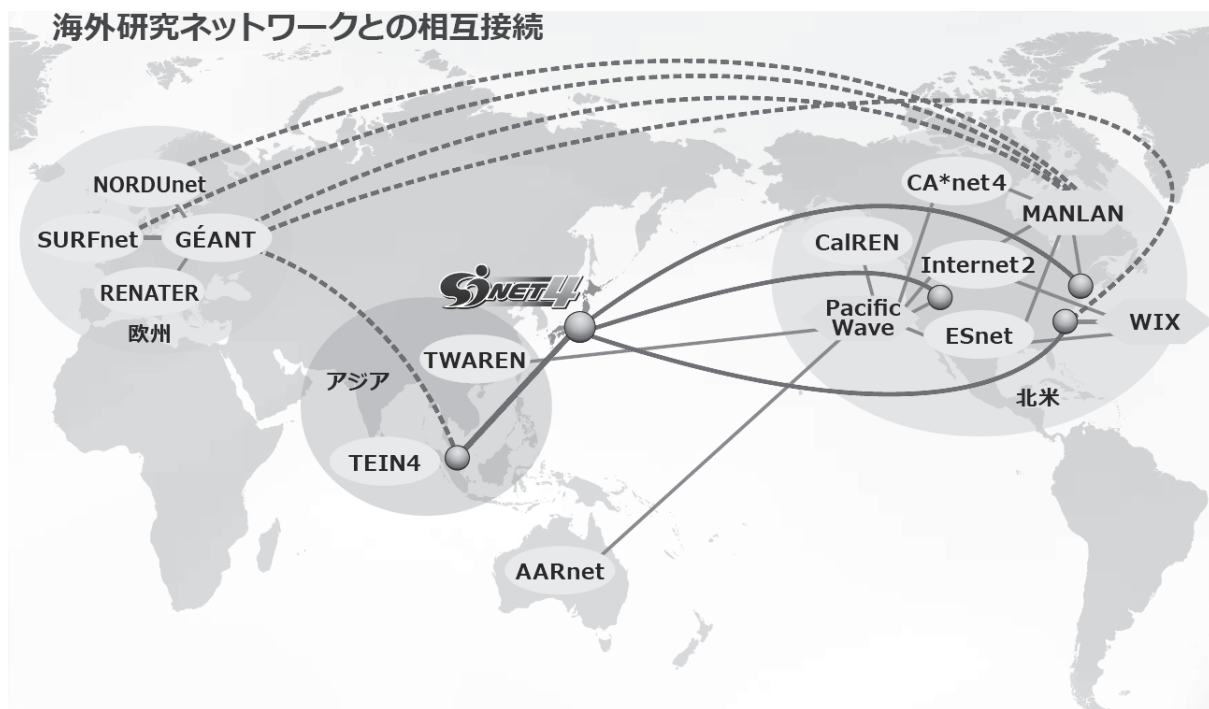 海外研究ネットワークとの相互接続
NORDUnet
SURFnet
GÉANT
RENATER
欧州
SINET4
TWAREN
アジア
TEIN4
AARnet
CA*net4
MANLAN
CalREN
Internet2
Pacific
Wave
ESnet
WIX
北米